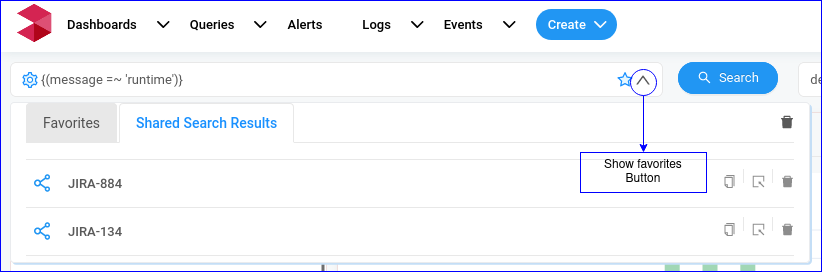 Dashboards Queries Alerts Logs Events Create
{(message =~ 'runtime')} Search de
Favorites Shared Search Results
Show favorites
Button
JIRA-884
JIRA-134